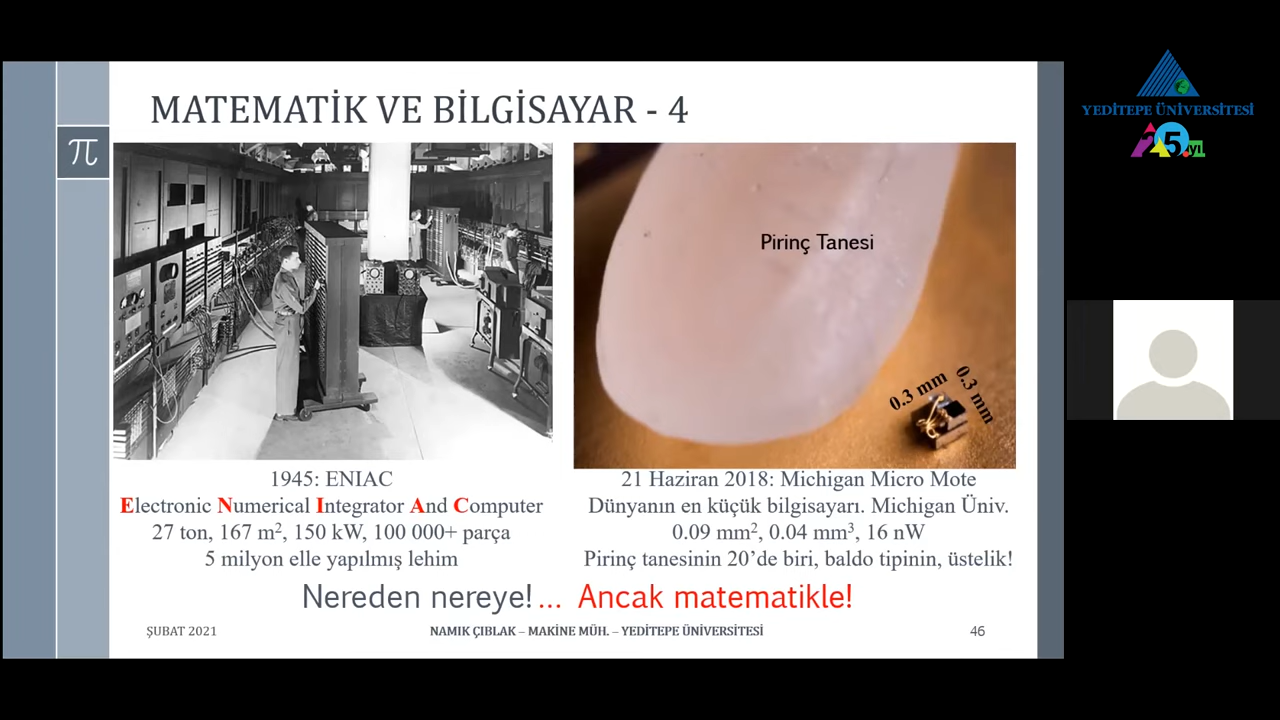 MATEMATİK VE BİLGİSAYAR - 4
π
Pirinç Tanesi
0.3 mm
0.3 mm
1945: ENIAC
Electronic Numerical Integrator And Computer
27 ton, 167 m², 150 kW, 100 000+ parça
5 milyon elle yapılmış lehim
21 Haziran 2018: Michigan Micro Mote
Dünyanın en küçük bilgisayarı. Michigan Üniv.
0.09 mm², 0.04 mm³, 16 nW
Pirinç tanesinin 20’de biri, baldo tipinin, üstelik!
Nereden nereye!... Ancak matematikle!
ŞUBAT 2021
NAMIK ÇIBLAK – MAKİNE MÜH. – YEDİTEPE ÜNİVERSİTESİ
46
YEDİTEPE ÜNİVERSİTESİ
25.yıl